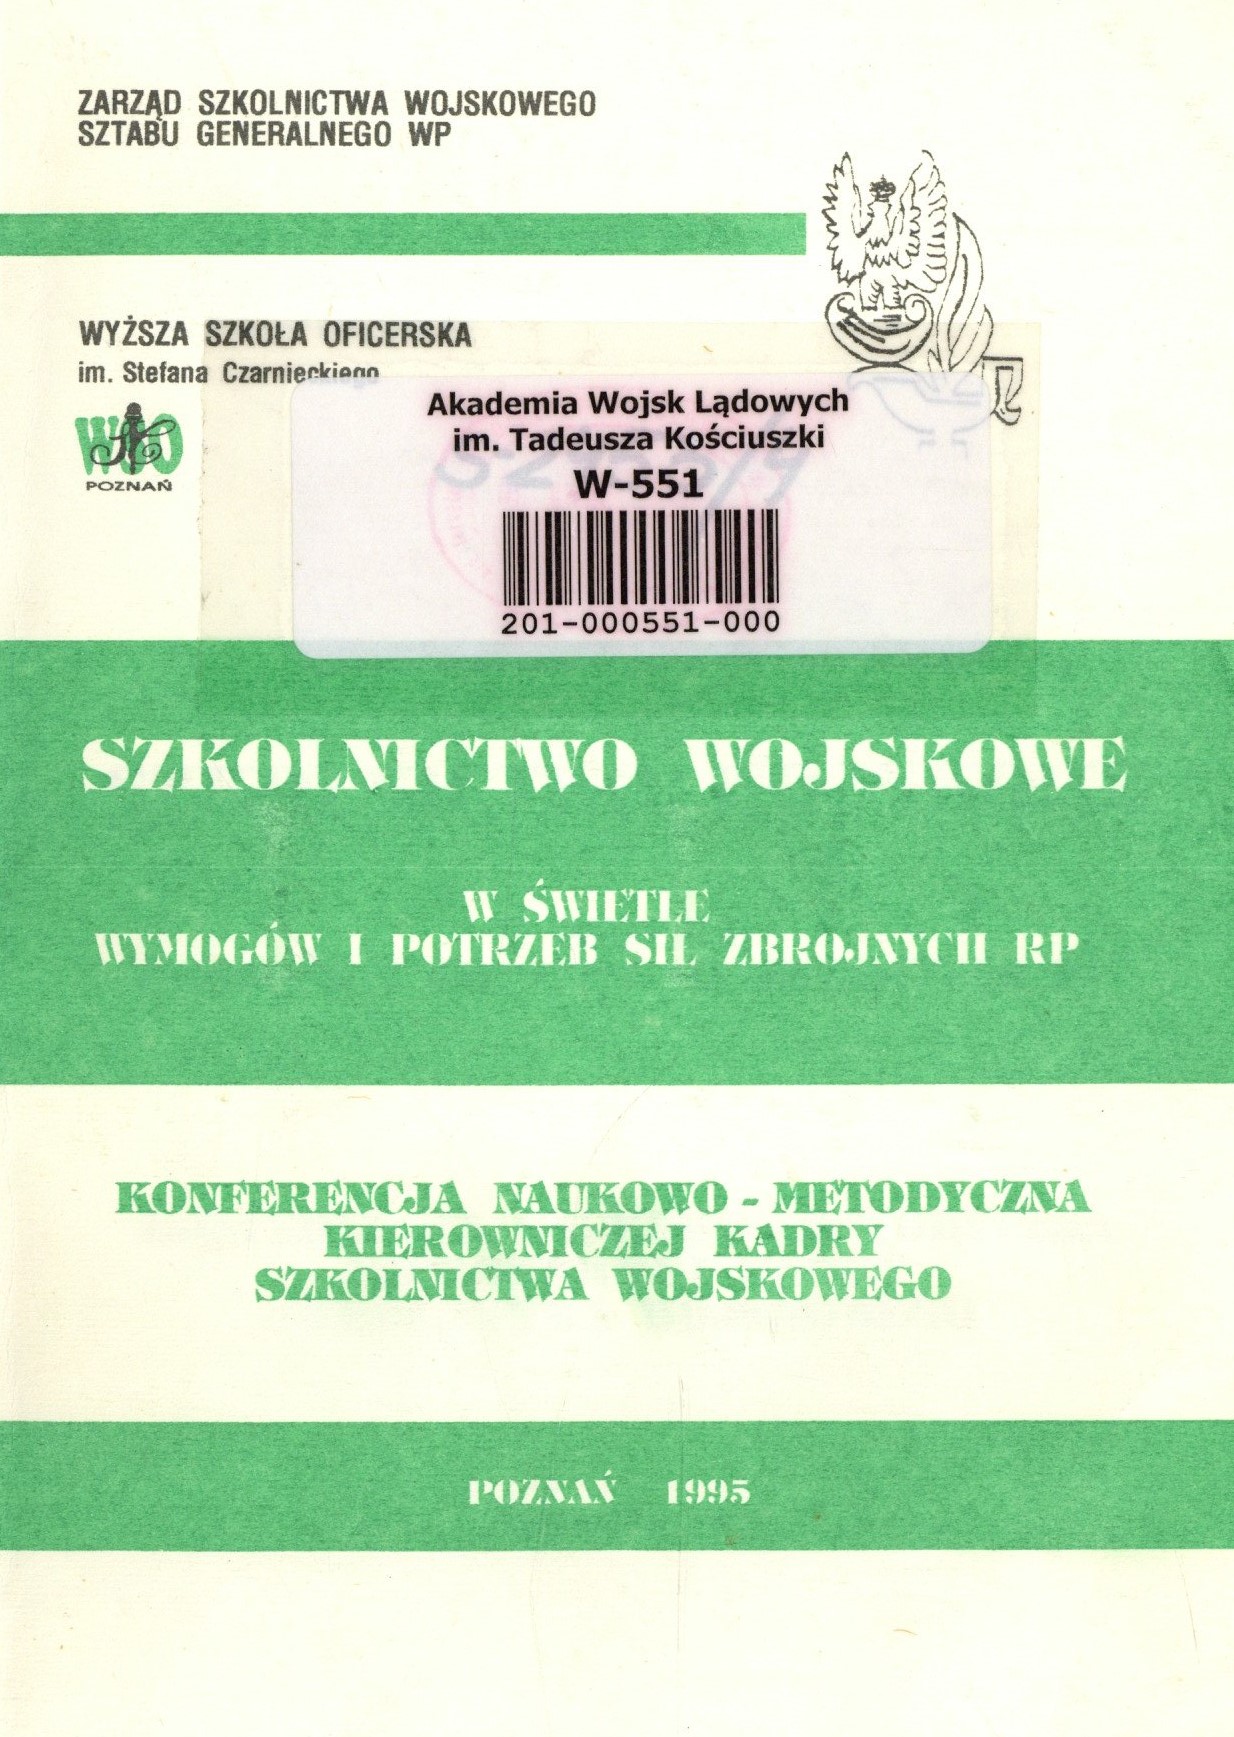 ZARZĄD SZKOLNICTWA WOJSKOWEGO
SZTABU GENERALNEGO WP
WYŻSZA SZKOŁA OFICERSKA
im. Stefana Czarnieckiego
WSO
POZNAŃ
Akademia Wojsk Lądowych
im. Tadeusza Kościuszki
W-551
201-000551-000
SZKOLNICTWO WOJSKOWE
W ŚWIETLE
WYMOGÓW I POTRZEB SIŁ ZBROJNYCH RP
KONFERENCJA NAUKOWO - METODYCZNA
KIEROWNICZEJ KADRY
SZKOLNICTWA WOJSKOWEGO
POZNAŃ 1995